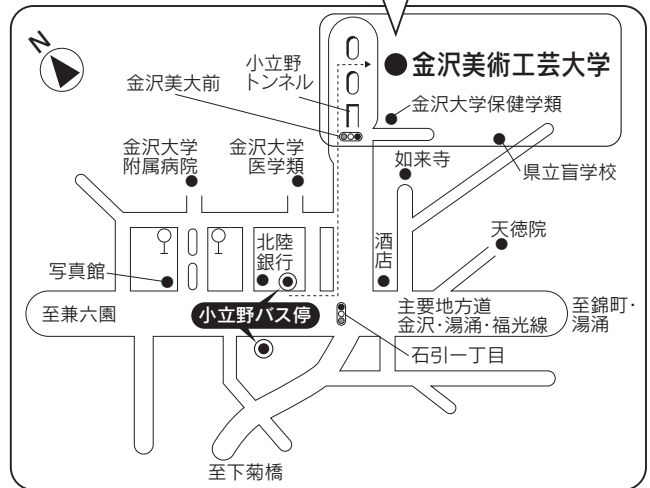 N
金沢美術工芸大学
小立野
トンネル
金沢美大前
金沢大学保健学類
金沢大学
附属病院
金沢大学
医学類
如来寺
県立盲学校
天徳院
北陸
銀行
酒店
写真館
至兼六園
小立野バス停
主要地方道
金沢・湯涌・福光線
至錦町・
湯涌
石引一丁目
至下菊橋